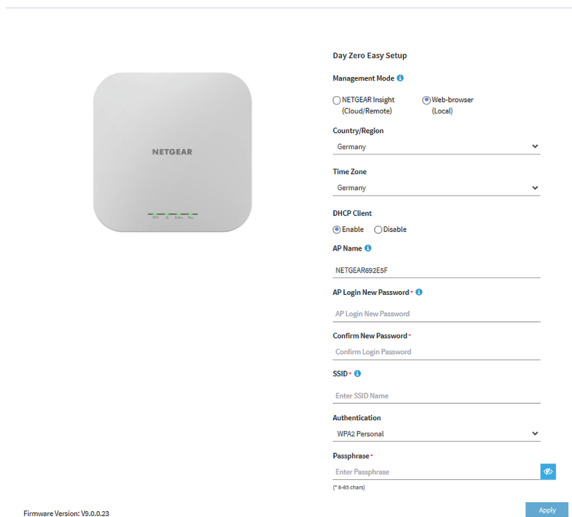 NETGEAR
Day Zero Easy Setup
Management Mode
NETGEAR Insight
(Cloud/Remote)
Web-browser
(Local)
Country/Region
Germany
Time Zone
Germany
DHCP Client
Enable Disable
AP Name
NETGEAR692E5F
AP Login New Password *
AP Login New Password
Confirm New Password *
Confirm Login Password
SSID *
Enter SSID Name
Authentication
WPA2 Personal
Passphrase *
Enter Passphrase
(* 8-63 chars)
Firmware Version: V9.0.0.23
Apply